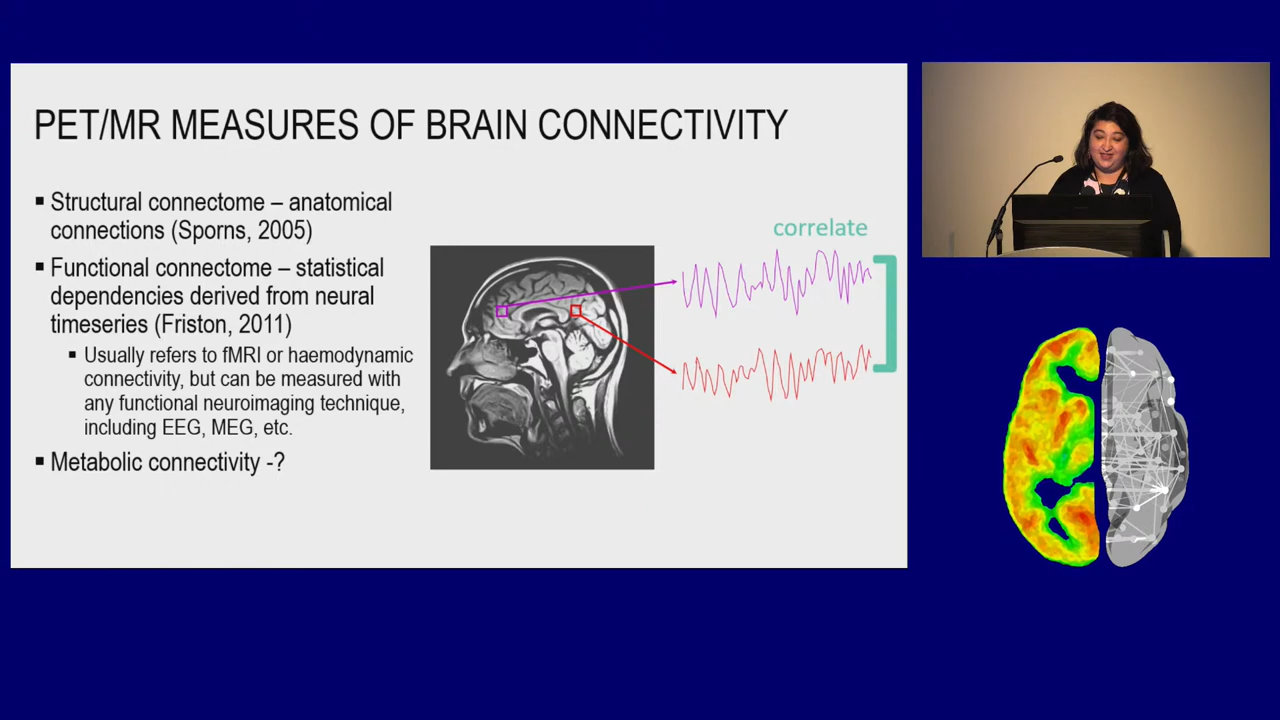 PET/MR MEASURES OF BRAIN CONNECTIVITY
▪ Structural connectome – anatomical
connections (Sporns, 2005)
▪ Functional connectome – statistical
dependencies derived from neural
timeseries (Friston, 2011)
▪ Usually refers to fMRI or haemodynamic
connectivity, but can be measured with
any functional neuroimaging technique,
including EEG, MEG, etc.
▪ Metabolic connectivity -?
correlate